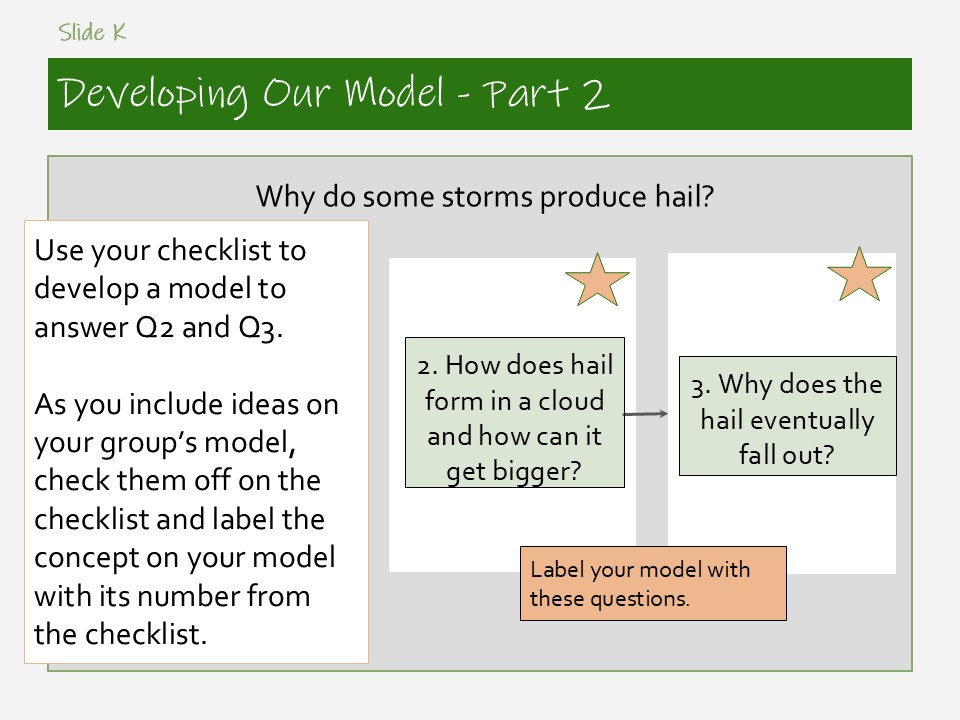 Slide K
Developing Our Model - Part 2
Why do some storms produce hail?
Use your checklist to
develop a model to
answer Q2 and Q3.
As you include ideas on
your group’s model,
check them off on the
checklist and label the
concept on your model
with its number from
the checklist.
2. How does hail
form in a cloud
and how can it
get bigger?
3. Why does the
hail eventually
fall out?
Label your model with
these questions.